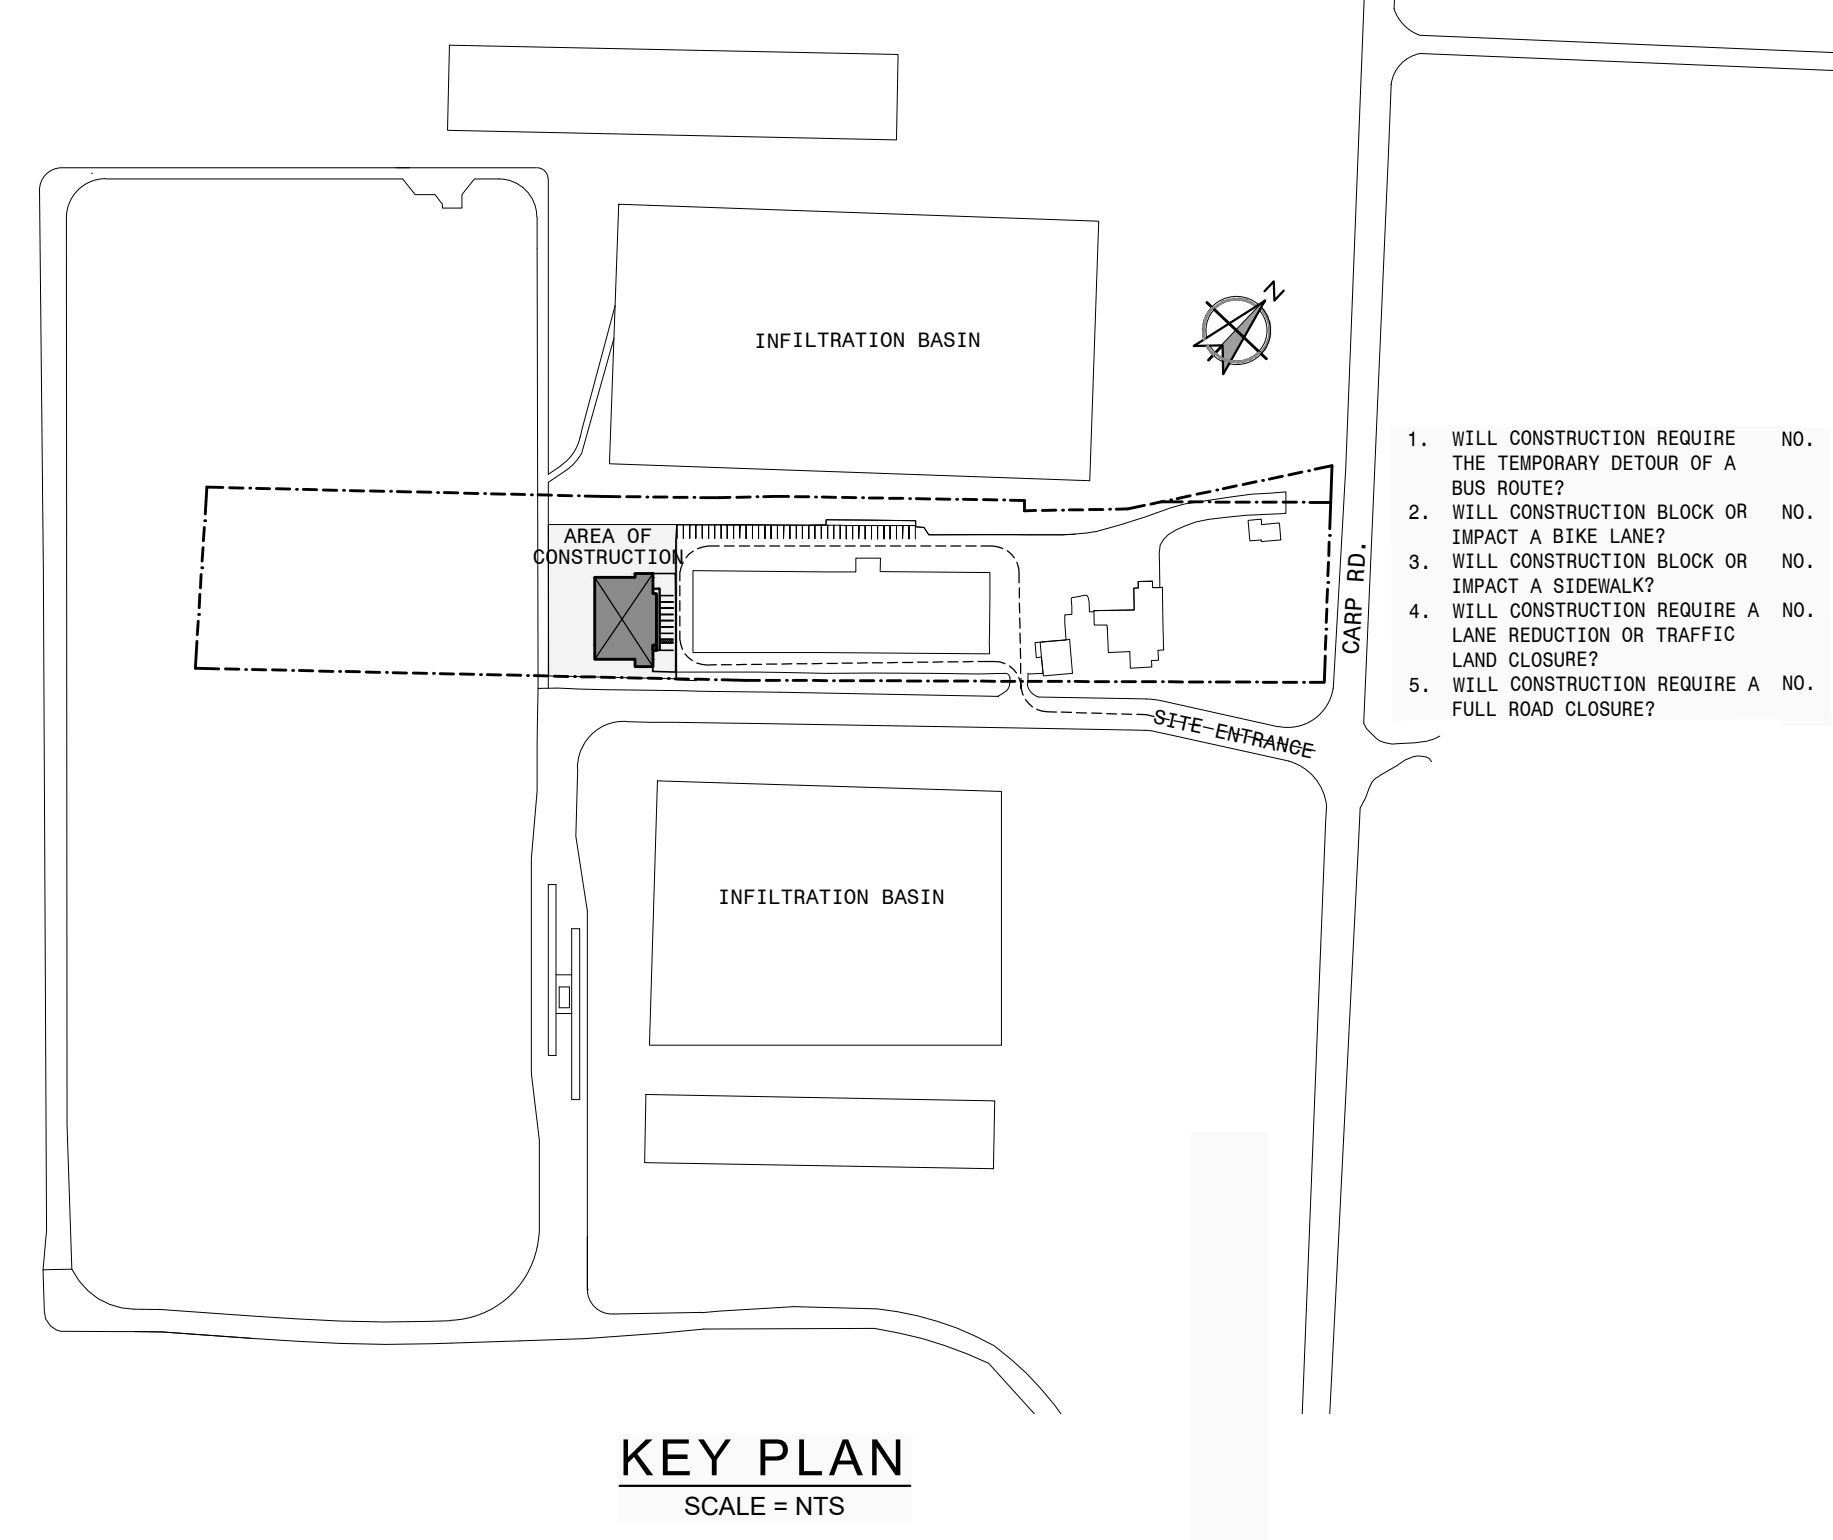 N
INFILTRATION BASIN
1. WILL CONSTRUCTION REQUIRE NO.
THE TEMPORARY DETOUR OF A
BUS ROUTE?
2. WILL CONSTRUCTION BLOCK OR NO.
IMPACT A BIKE LANE?
3. WILL CONSTRUCTION BLOCK OR NO.
IMPACT A SIDEWALK?
4. WILL CONSTRUCTION REQUIRE A NO.
LANE REDUCTION OR TRAFFIC
LAND CLOSURE?
5. WILL CONSTRUCTION REQUIRE A NO.
FULL ROAD CLOSURE?
AREA OF
CONSTRUCTION
CARP RD.
SITE ENTRANCE
INFILTRATION BASIN
KEY PLAN
SCALE = NTS